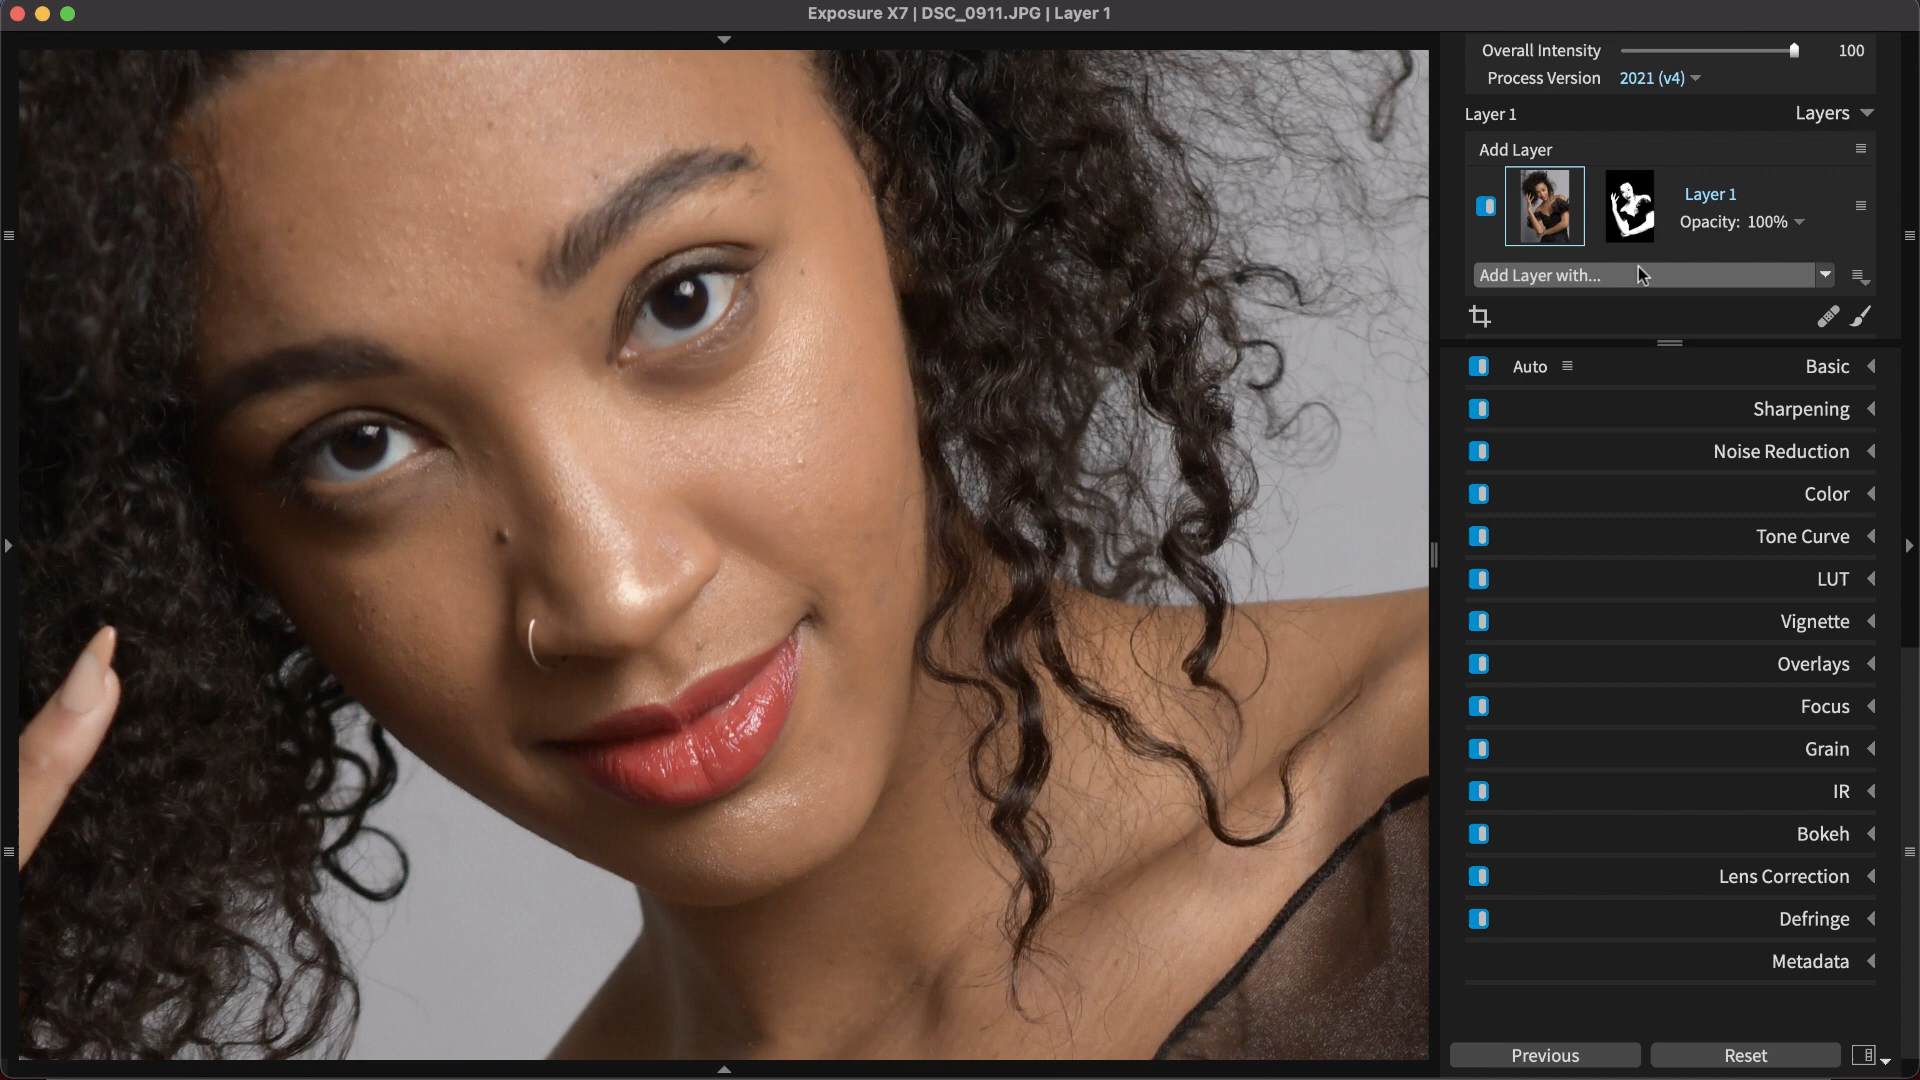 Exposure X7 | DSC_0911.JPG | Layer 1
Overall Intensity 100
Process Version 2021 (v4)
Layer 1 Layers
Add Layer
Layer 1
Opacity: 100%
Add Layer with...
Auto Basic
Sharpening
Noise Reduction
Color
Tone Curve
LUT
Vignette
Overlays
Focus
Grain
IR
Bokeh
Lens Correction
Defringe
Metadata
Previous Reset